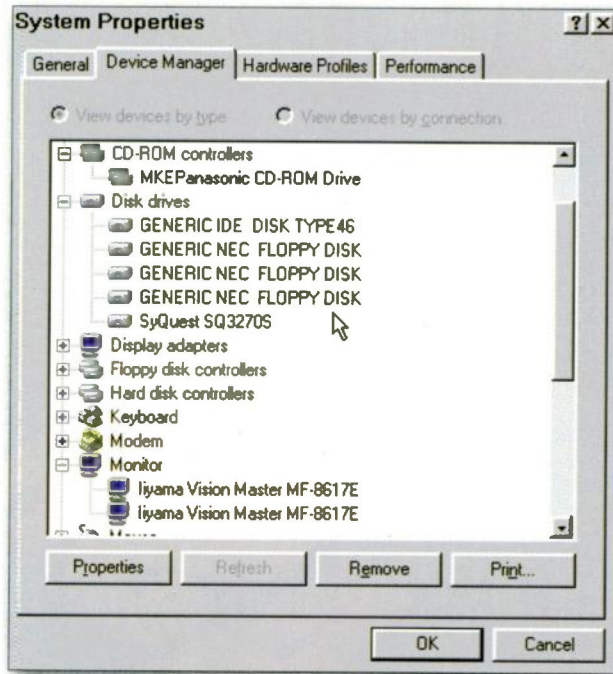 System Properties
General
Device Manager
Hardware Profiles
Performance
View devices by type
View devices by connection
CD-ROM controllers
MKEPanasonic CD-ROM Drive
Disk drives
GENERIC IDE DISK TYPE46
GENERIC NEC FLOPPY DISK
GENERIC NEC FLOPPY DISK
GENERIC NEC FLOPPY DISK
SyQuest SQ3270S
Display adapters
Floppy disk controllers
Hard disk controllers
Keyboard
Modem
Monitor
Iiyama Vision Master MF-8617E
Iiyama Vision Master MF-8617E
Mouse
Properties
Refresh
Remove
Print...
OK
Cancel